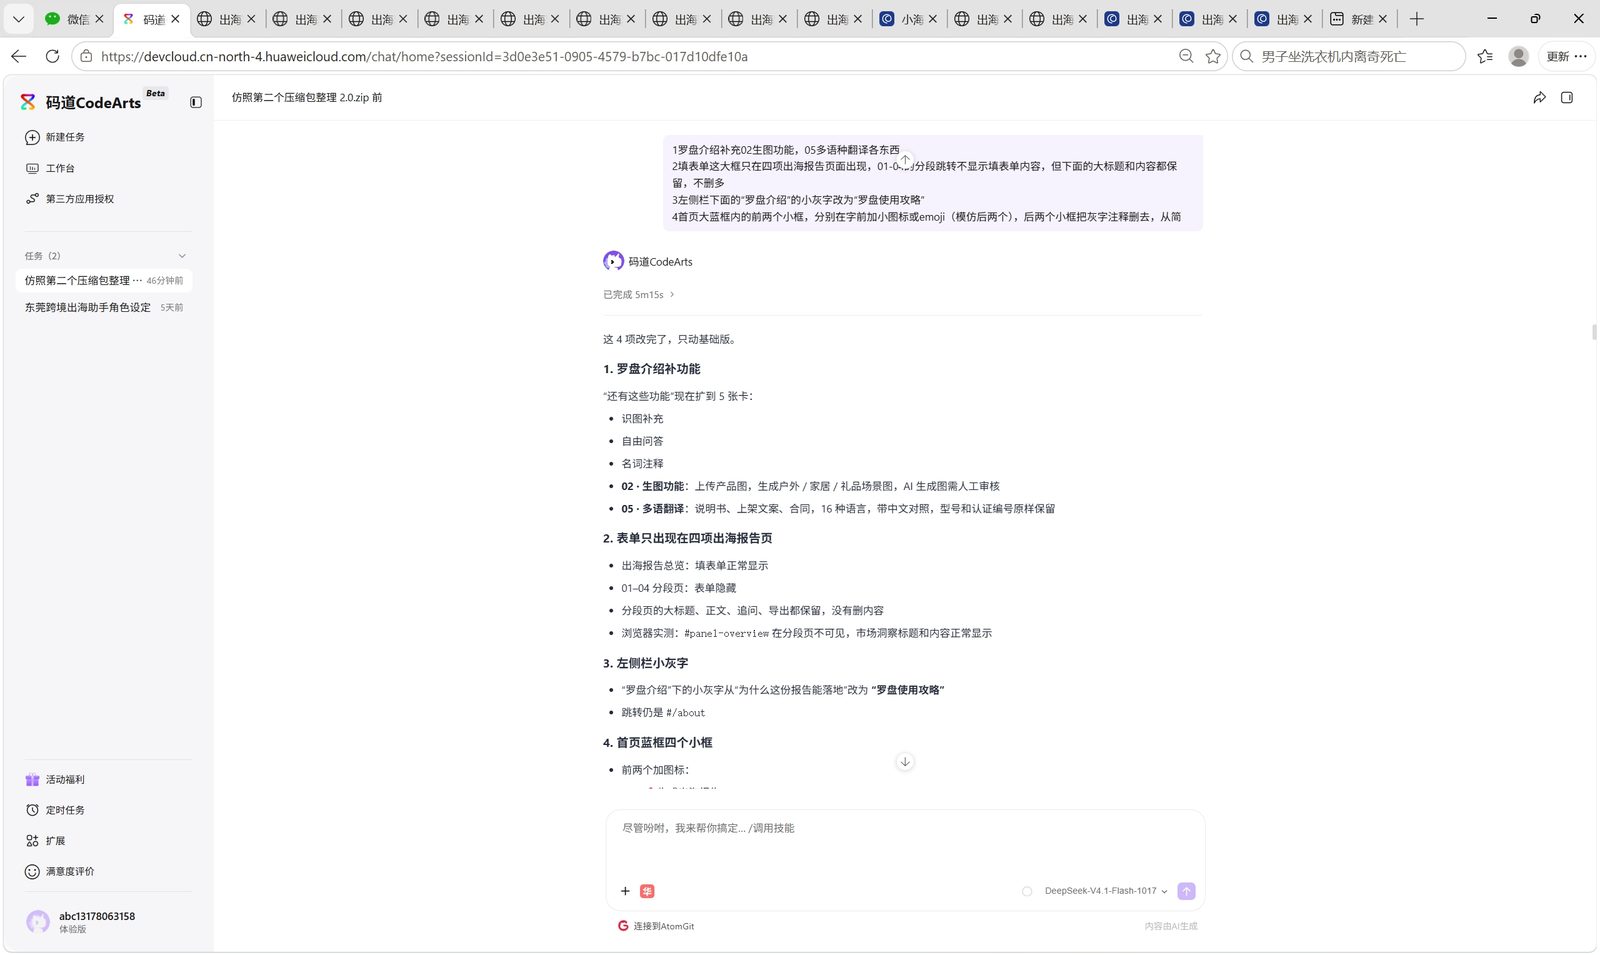 微信
码道
出海
出海
出海
出海
出海
出海
出海
出海
出海
小海
出海
出海
出海
出海
出海
新建
https://devcloud.cn-north-4.huaweicloud.com/chat/home?sessionId=3d0e3e51-0905-4579-b7bc-017d10dfe10a
男子坐洗衣机内离奇死亡
更新
码道CodeArts Beta
仿照第二个压缩包整理 2.0.zip 前
新建任务
工作台
第三方应用授权
任务（2）
仿照第二个压缩包整理 ··· 46分钟前
东莞跨境出海助手角色设定 5天前
活动福利
定时任务
扩展
满意度评价
abc13178063158
体验版
1罗盘介绍补充02生图功能，05多语种翻译各东西
2填表单这大框只在四项出海报告页面出现，01-0 的分段跳转不显示填表单内容，但下面的大标题和内容都保
留，不删多
3左侧栏下面的“罗盘介绍”的小灰字改为“罗盘使用攻略”
4首页大蓝框内的前两个小框，分别在字前加小图标或emoji（模仿后两个），后两个小框把灰字注释删去，从简
码道CodeArts
已完成 5m15s
这 4 项改完了，只动基础版。
1. 罗盘介绍补功能
“还有这些功能”现在扩到 5 张卡：
• 识图补充
• 自由问答
• 名词注释
• 02 · 生图功能：上传产品图，生成户外 / 家居 / 礼品场景图，AI 生成图需人工审核
• 05 · 多语翻译：说明书、上架文案、合同，16 种语言，带中文对照，型号和认证编号原样保留
2. 表单只出现在四项出海报告页
• 出海报告总览：填表单正常显示
• 01–04 分段页：表单隐藏
• 分段页的大标题、正文、追问、导出都保留，没有删内容
• 浏览器实测：#panel-overview 在分段页不可见，市场洞察标题和内容正常显示
3. 左侧栏小灰字
• “罗盘介绍”下的小灰字从“为什么这份报告能落地”改为 “罗盘使用攻略”
• 跳转仍是 #/about
4. 首页蓝框四个小框
• 前两个加图标：
尽管吩咐，我来帮你搞定... /调用技能
华
DeepSeek-V4.1-Flash-1017
连接到AtomGit
内容由AI生成